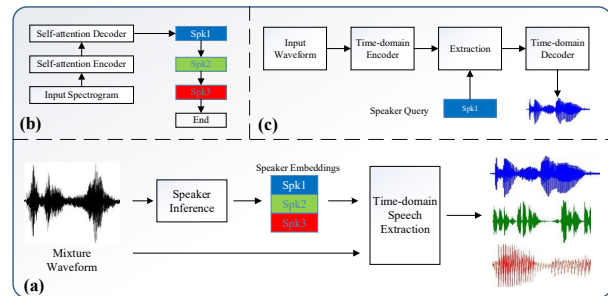 Self-attention Decoder
Self-attention Encoder
Input Spectrogram
Spk1
Spk2
Spk3
End
(b)
Input
Waveform
Time-domain
Encoder
Extraction
Time-domain
Decoder
Speaker Query
Spk1
(c)
Mixture
Waveform
Speaker
Inference
Speaker Embeddings
Spk1
Spk2
Spk3
Time-domain
Speech
Extraction
(a)